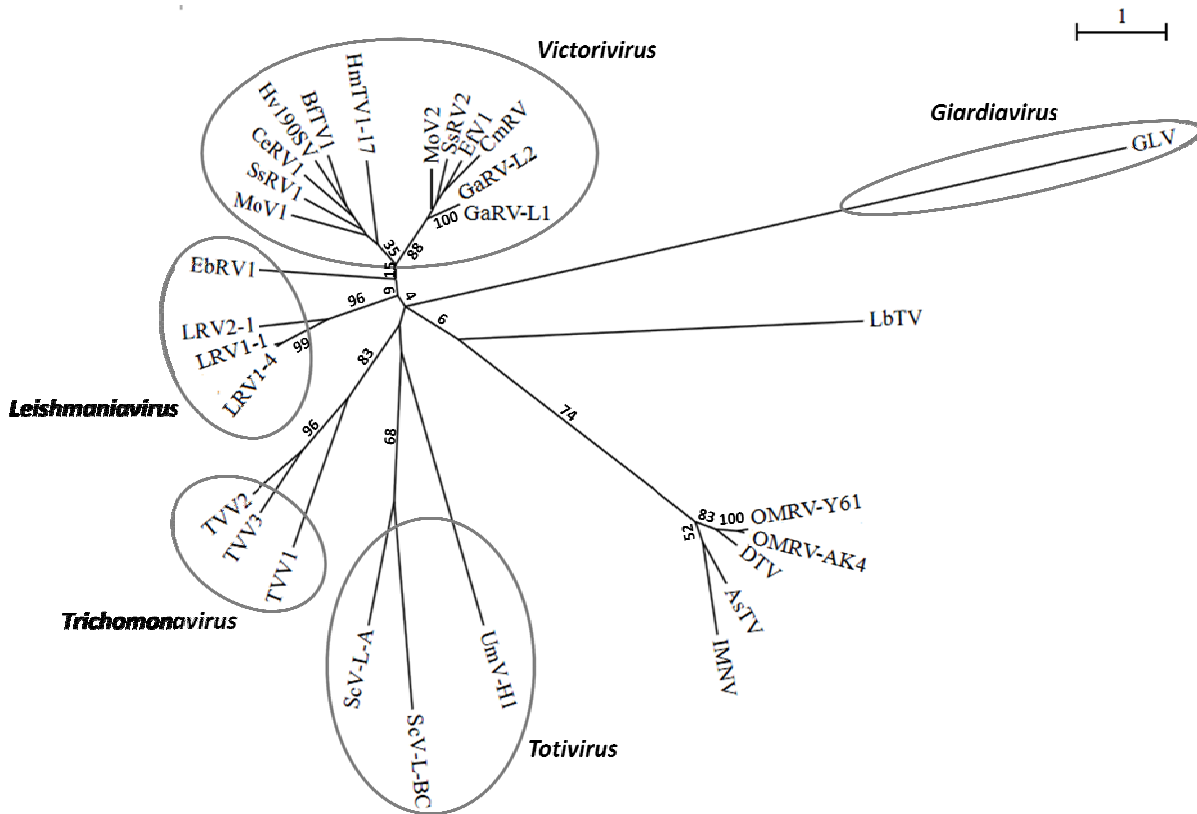 1
Victorivirus
Giardiavirus
HmTV1-17
BfTV1
Hv190SV
CeRV1
SsRV1
MoV1
MoV2
SsRV2
EfV1
CmRV
GaRV-L2
GaRV-L1
100
88
35
15
9
4
6
GLV
LbTV
EbRV1
96
LRV2-1
LRV1-1
99
LRV1-4
Leishmaniavirus
83
96
TVV2
TVV3
TVV1
Trichomonavirus
68
ScV-L-A
ScV-L-BC
UmV-H1
Totivirus
74
83
100
52
OMRV-Y61
OMRV-AK4
DTV
AsTV
IMNV